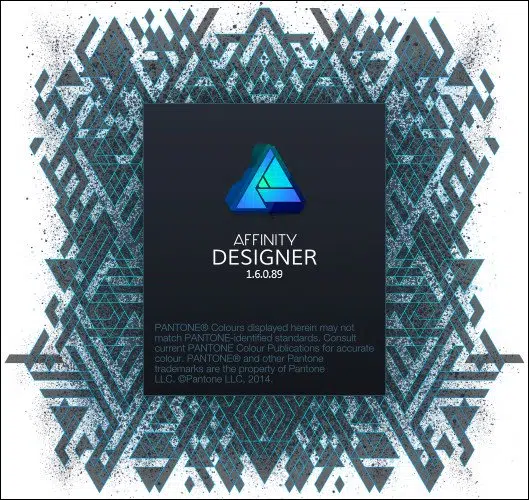 AFFINITY
DESIGNER
1.6.0.89
PANTONE® Colours displayed herein may not
match PANTONE-identified standards. Consult
current PANTONE Colour Publications for accurate
colour. PANTONE® and other Pantone
trademarks are the property of Pantone
LLC. ©Pantone LLC, 2014.